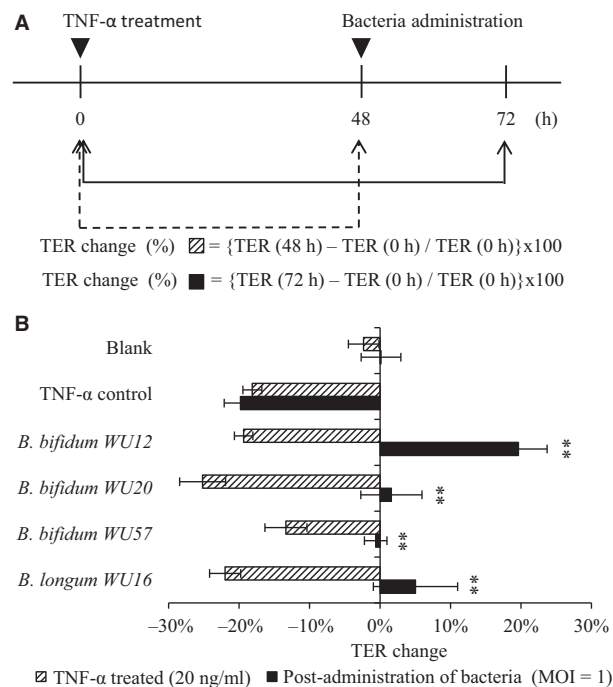 A
TNF-α treatment
Bacteria administration
0
48
72
(h)
TER change (%) = {TER (48 h) – TER (0 h) / TER (0 h)}x100
TER change (%) = {TER (72 h) – TER (0 h) / TER (0 h)}x100
B
Blank
TNF-α control
B. bifidum WU12
**
B. bifidum WU20
**
B. bifidum WU57
**
B. longum WU16
**
–30% –20% –10% 0% 10% 20% 30%
TER change
TNF-α treated (20 ng/ml) Post-administration of bacteria (MOI = 1)